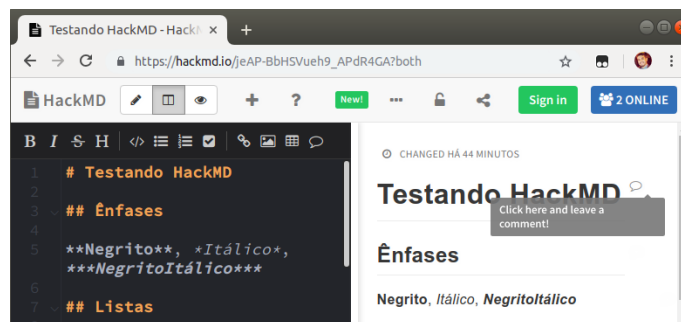 Testando HackMD - Hack
https://hackmd.io/jeAP-BbHSVueh9_APdR4GA?both
HackMD
+
?
New!
Sign in
2 ONLINE
B I S H
1 # Testando HackMD
2
3 ## Ênfases
4
5 **Negrito**, *Itálico*,
***NegritoItálico***
6
7 ## Listas
CHANGED HÁ 44 MINUTOS
Testando HackMD
Click here and leave a
comment!
Ênfases
Negrito, Itálico, NegritoItálico